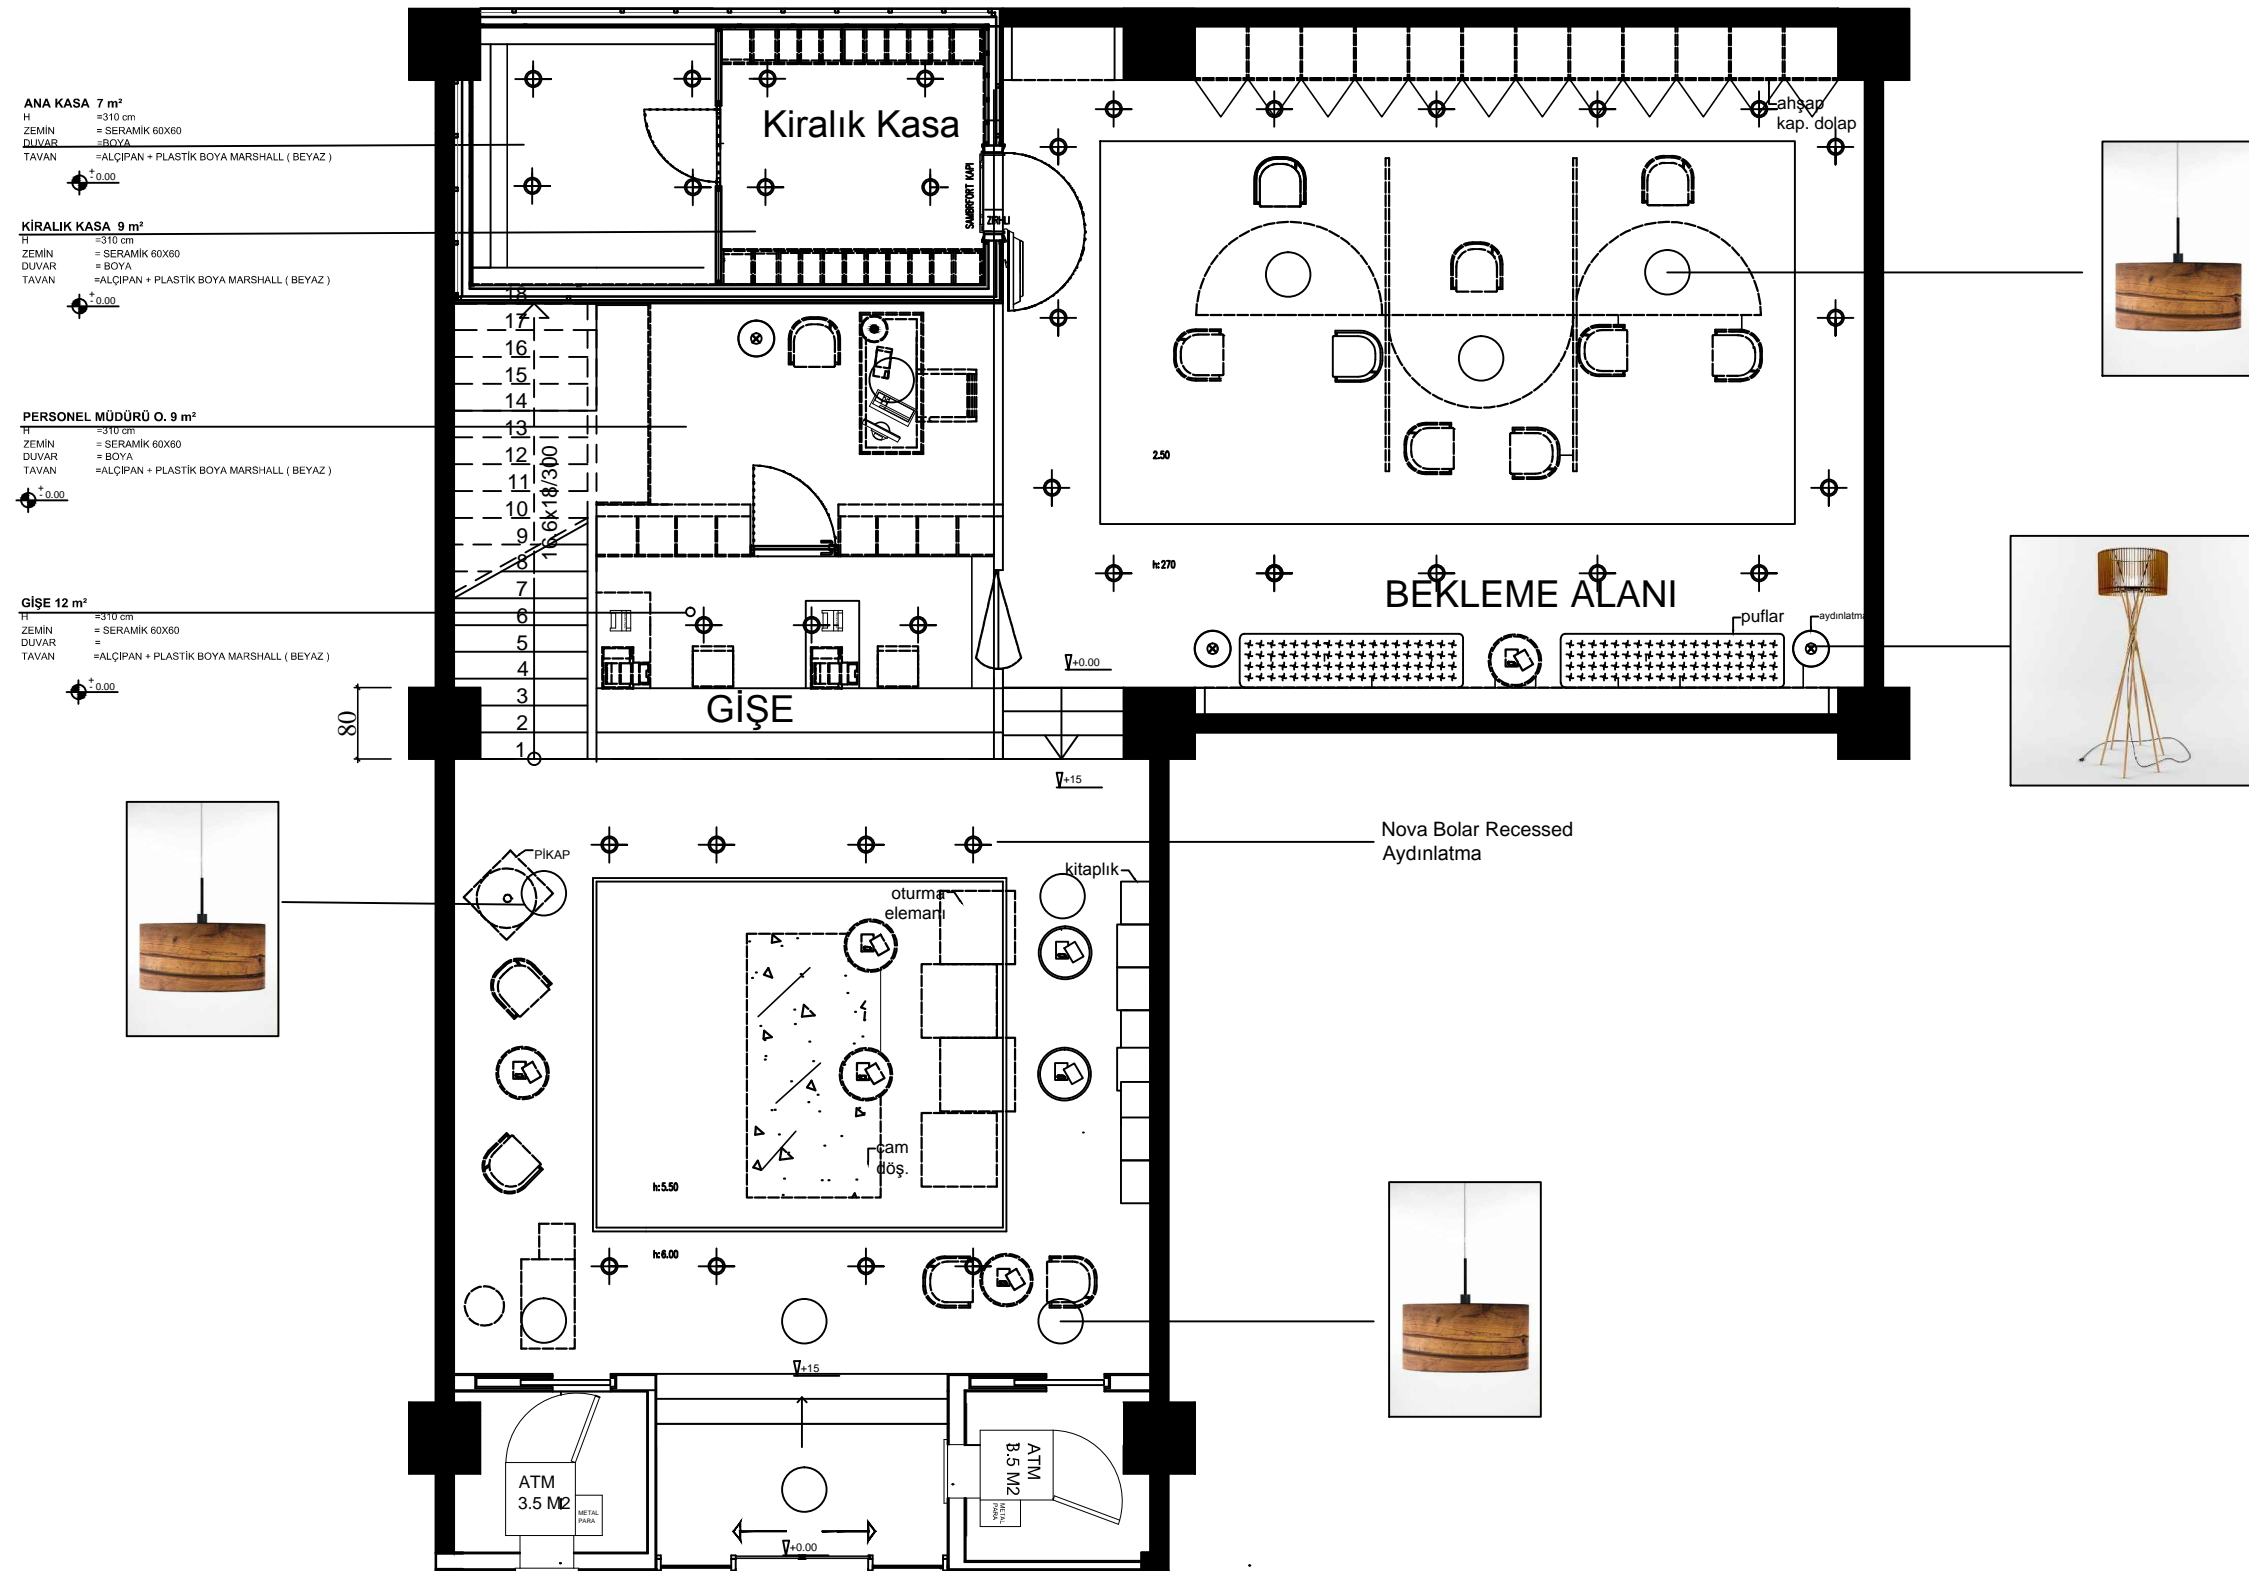 ANA KASA 7 m²
H =310 cm
ZEMİN = SERAMİK 60X60
DUVAR =BOYA
TAVAN =ALÇIPAN + PLASTİK BOYA MARSHALL ( BEYAZ )
+
- 0.00
KİRALIK KASA 9 m²
H =310 cm
ZEMİN = SERAMİK 60X60
DUVAR = BOYA
TAVAN =ALÇIPAN + PLASTİK BOYA MARSHALL ( BEYAZ )
+
- 0.00
PERSONEL MÜDÜRÜ O. 9 m²
H =310 cm
ZEMİN = SERAMİK 60X60
DUVAR = BOYA
TAVAN =ALÇIPAN + PLASTİK BOYA MARSHALL ( BEYAZ )
+
- 0.00
GİŞE 12 m²
H =310 cm
ZEMİN = SERAMİK 60X60
DUVAR =
TAVAN =ALÇIPAN + PLASTİK BOYA MARSHALL ( BEYAZ )
+
- 0.00
80
Kiralık Kasa
SAMBRFORT KAPI
ZIRHLI
ahşap
kap. dolap
18
17
16
15
14
13
12
11
10
9
8
7
6
5
4
3
2
1
16.6x18/300
2.50
h:270
BEKLEME ALANI
puflar
aydınlatma
+0.00
GİŞE
+15
Nova Bolar Recessed
Aydınlatma
PİKAP
kitaplık
oturma
elemanı
cam
döş.
h:5.50
h:6.00
+15
ATM
3.5 M2
METAL
PARA
ATM
3.5 M2
METAL
PARA
+0.00